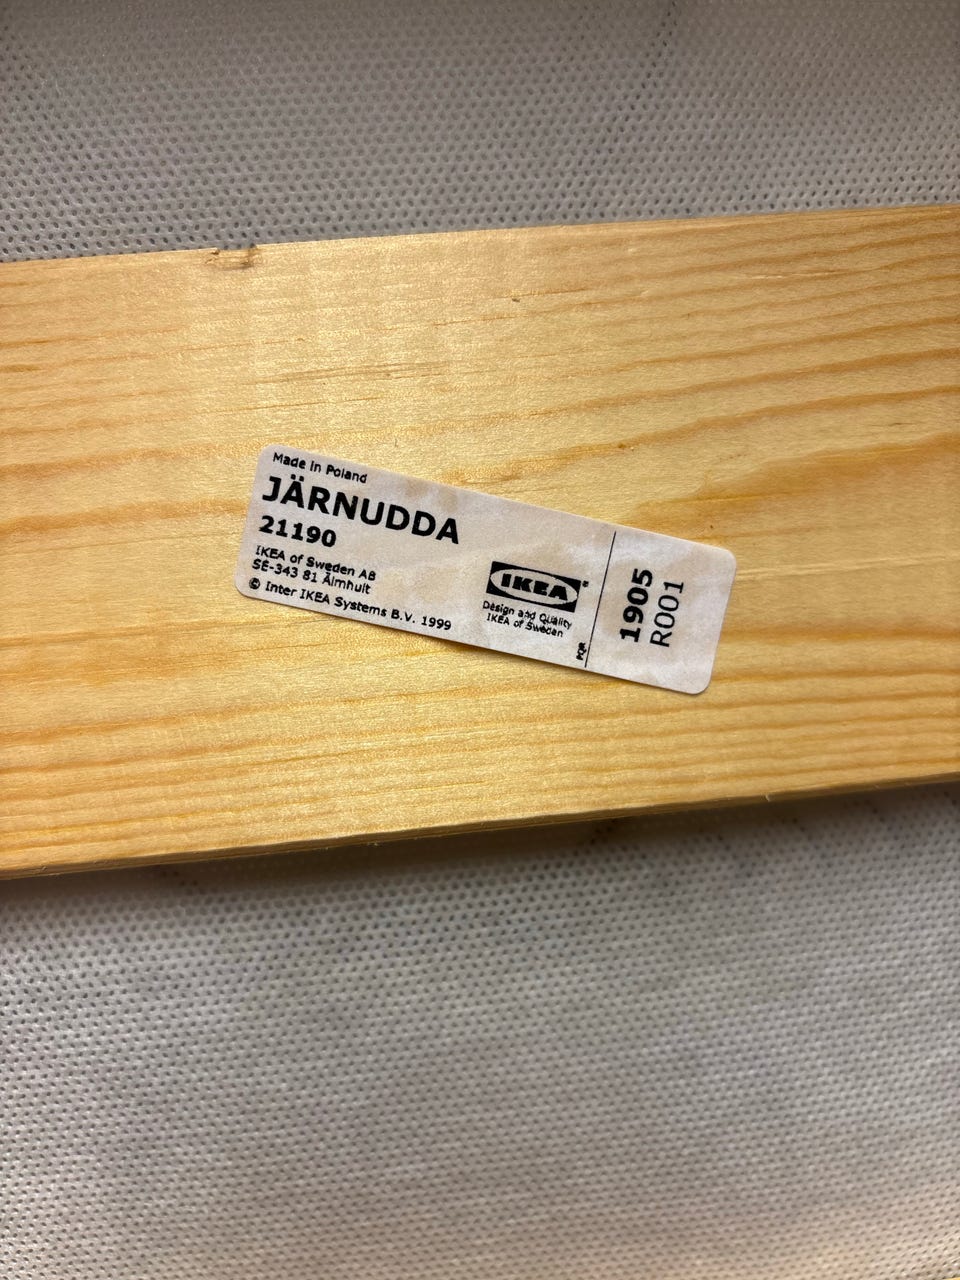 Made in Poland
JÄRNUDDA
21190
IKEA of Sweden AB
SE-343 81 Älmhult
© Inter IKEA Systems B.V. 1999
IKEA®
Design and Quality
IKEA of Sweden
PQR
1905
R001